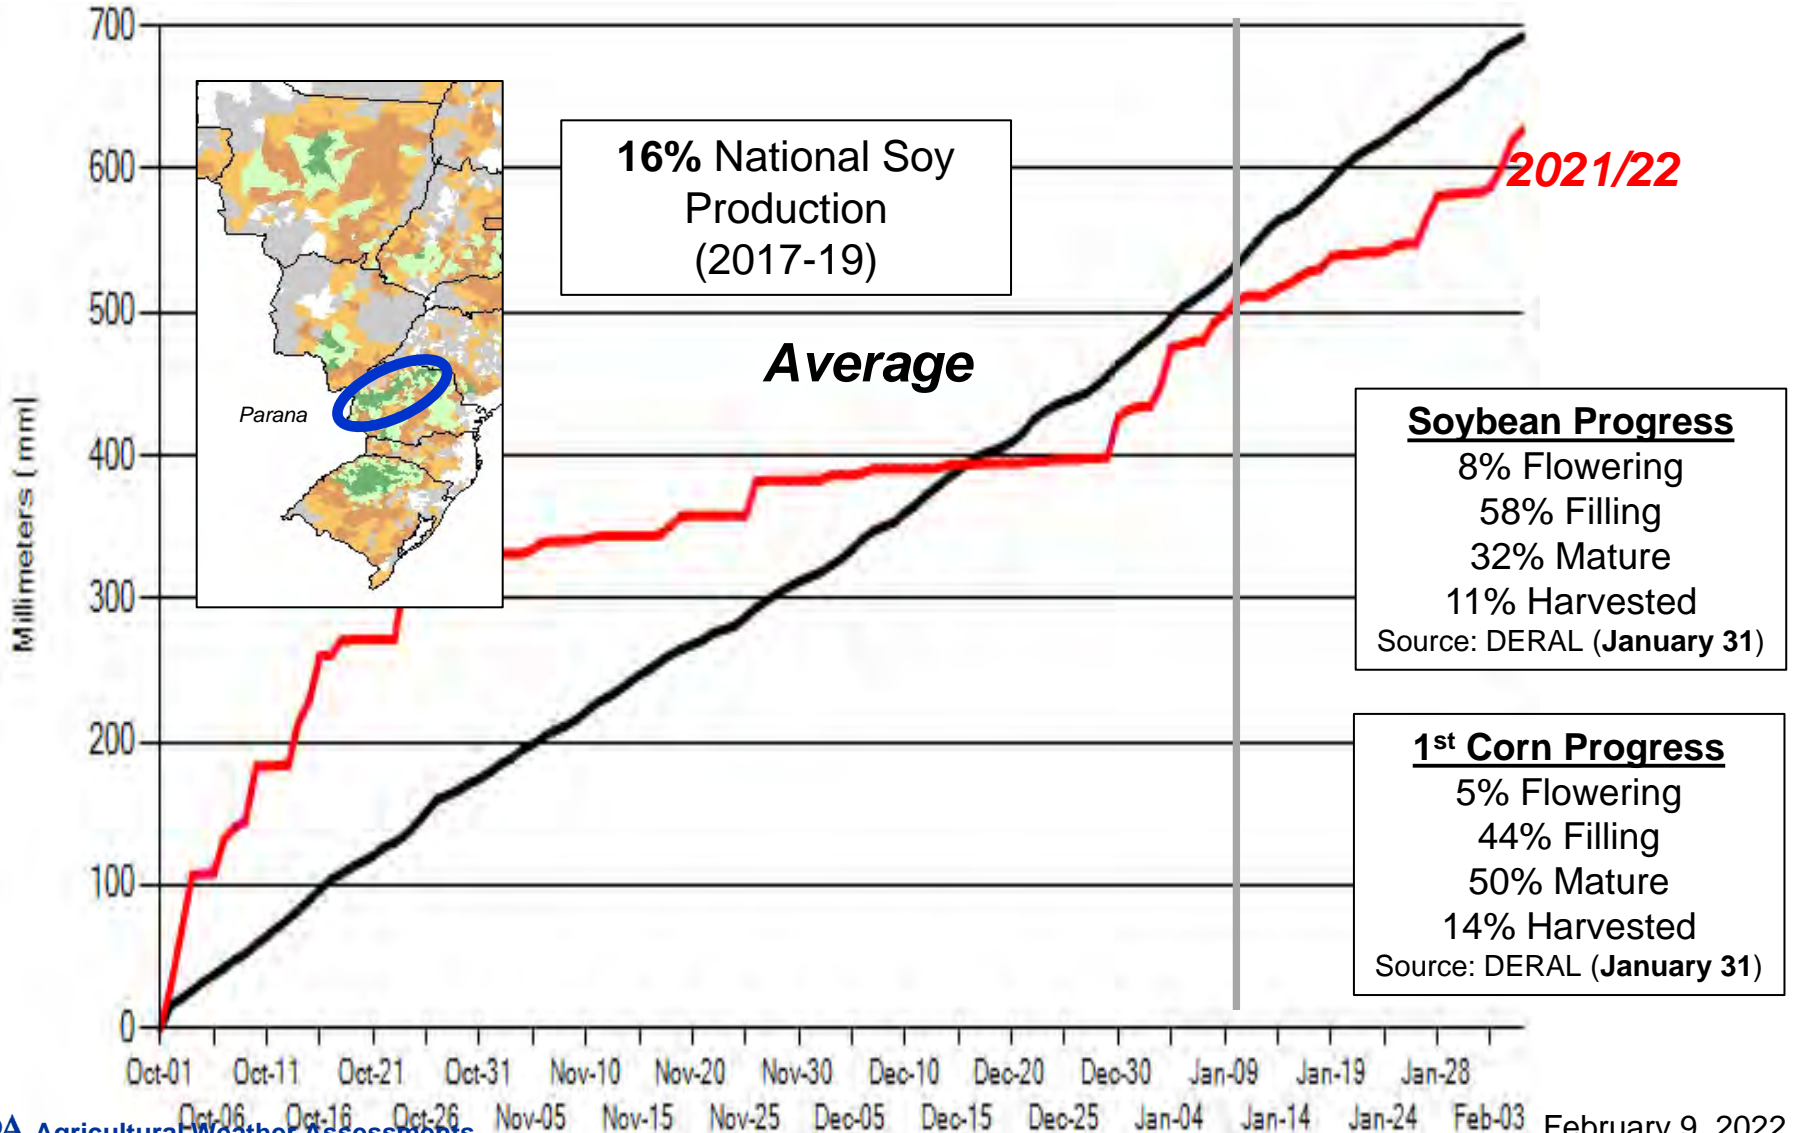 700
600
500
400
300
200
100
0
Millimeters (mm)
Parana
16% National Soy
Production
(2017-19)
Average
2021/22
Soybean Progress
8% Flowering
58% Filling
32% Mature
11% Harvested
Source: DERAL (January 31)
1st Corn Progress
5% Flowering
44% Filling
50% Mature
14% Harvested
Source: DERAL (January 31)
Oct-01 Oct-11 Oct-21 Oct-31 Nov-10 Nov-20 Nov-30 Dec-10 Dec-20 Dec-30 Jan-09 Jan-19 Jan-28
Oct-06 Oct-16 Oct-26 Nov-05 Nov-15 Nov-25 Dec-05 Dec-15 Dec-25 Jan-04 Jan-14 Jan-24 Feb-03
Agricultural Weather Assessments
February 9, 2022